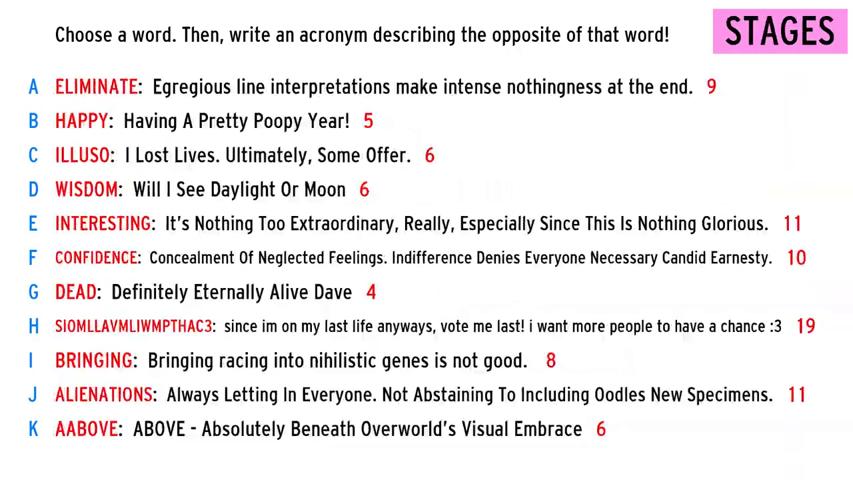 Choose a word. Then, write an acronym describing the opposite of that word!
STAGES
A ELIMINATE: Egregious line interpretations make intense nothingness at the end. 9
B HAPPY: Having A Pretty Poopy Year! 5
C ILLUSO: I Lost Lives. Ultimately, Some Offer. 6
D WISDOM: Will I See Daylight Or Moon 6
E INTERESTING: It's Nothing Too Extraordinary, Really, Especially Since This Is Nothing Glorious. 11
F CONFIDENCE: Concealment Of Neglected Feelings. Indifference Denies Everyone Necessary Candid Earnesty. 10
G DEAD: Definitely Eternally Alive Dave 4
H SIOMLLAVMLIWMPTHAC3: since im on my last life anyways, vote me last! i want more people to have a chance :3 19
I BRINGING: Bringing racing into nihilistic genes is not good. 8
J ALIENATIONS: Always Letting In Everyone. Not Abstaining To Including Oodles New Specimens. 11
K AABOVE: ABOVE - Absolutely Beneath Overworld's Visual Embrace 6